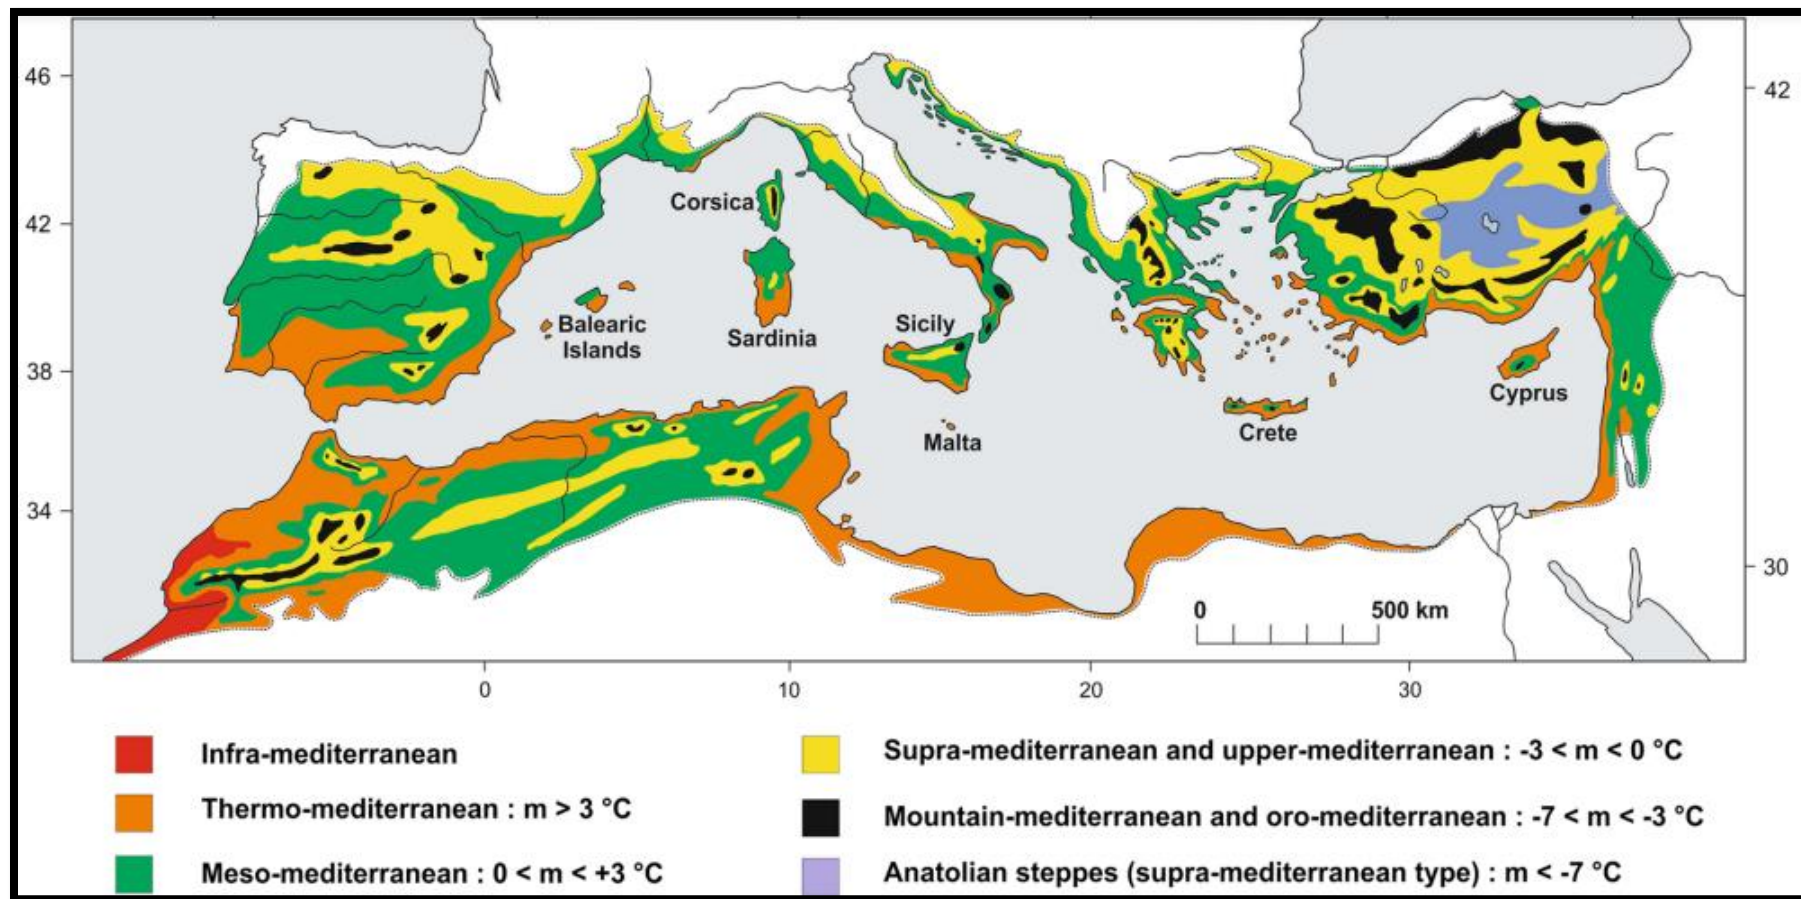 46
42
38
34
42
30
Corsica
Balearic
Islands
Sardinia
Sicily
Malta
Crete
Cyprus
0 500 km
0 10 20 30
Infra-mediterranean
Thermo-mediterranean : m > 3 °C
Meso-mediterranean : 0 < m < +3 °C
Supra-mediterranean and upper-mediterranean : -3 < m < 0 °C
Mountain-mediterranean and oro-mediterranean : -7 < m < -3 °C
Anatolian steppes (supra-mediterranean type) : m < -7 °C